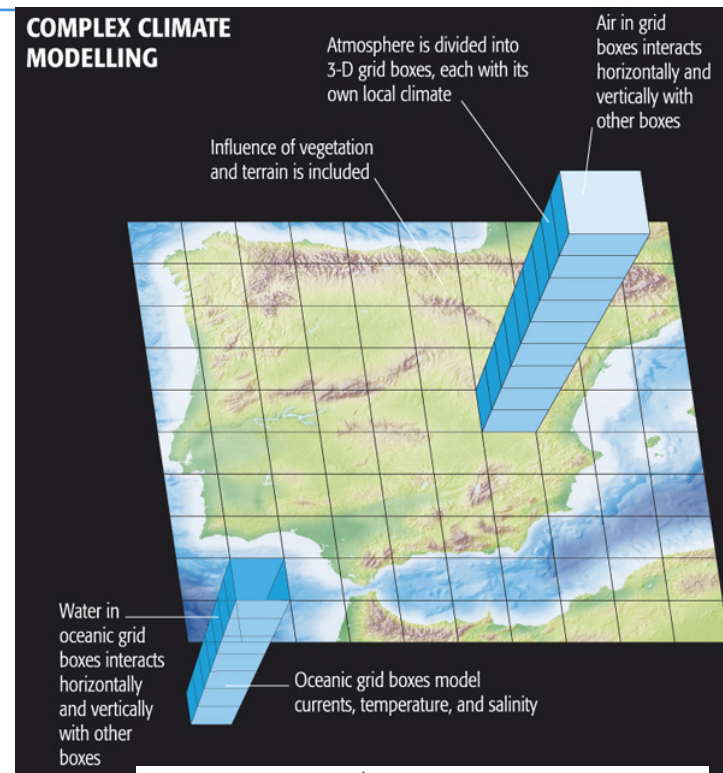 COMPLEX CLIMATE
MODELLING
Atmosphere is divided into
3-D grid boxes, each with its
own local climate
Air in grid
boxes interacts
horizontally and
vertically with
other boxes
Influence of vegetation
and terrain is included
Water in
oceanic grid
boxes interacts
horizontally
and vertically
with other
boxes
Oceanic grid boxes model
currents, temperature, and salinity